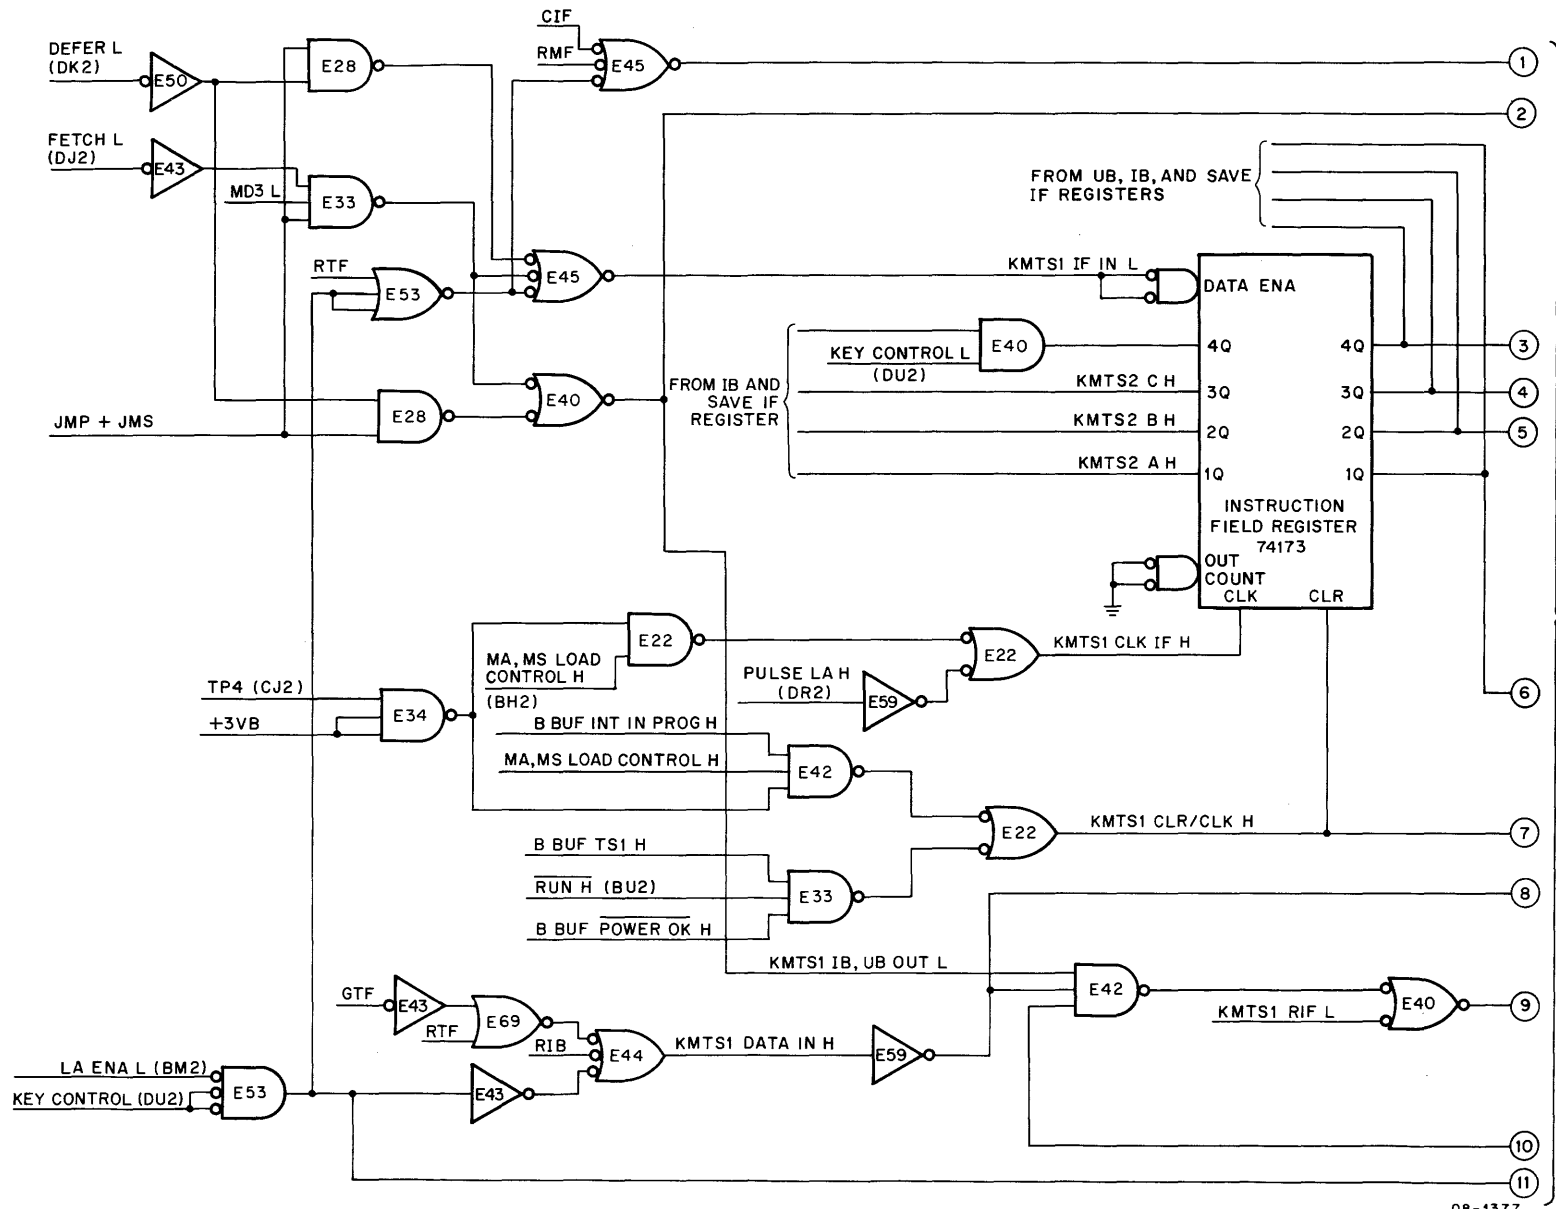 CIF
DEFER L
(DK2)
E50
E28
RMF
E45
1
2
FETCH L
(DJ2)
E43
MD3 L
E33
FROM UB, IB, AND SAVE
IF REGISTERS
RTF
E53
E45
KMTS1 IF IN L
DATA ENA
E40
KEY CONTROL L
(DU2)
4Q
4Q
3
FROM IB AND
SAVE IF
REGISTER
KMTS2 C H
3Q
3Q
4
E28
E40
JMP + JMS
KMTS2 B H
2Q
2Q
5
KMTS2 A H
1Q
1Q
INSTRUCTION
FIELD REGISTER
74173
OUT
COUNT
CLK
CLR
E22
MA, MS LOAD
CONTROL H
(BH2)
E22
KMTS1 CLK IF H
PULSE LA H
(DR2)
E59
TP4 (CJ2)
+3VB
E34
6
B BUF INT IN PROG H
MA,MS LOAD CONTROL H
E42
E22
KMTS1 CLR/CLK H
7
B BUF TS1 H
RUN H (BU2)
E33
B BUF POWER OK H
8
KMTS1 IB, UB OUT L
E42
E40
KMTS1 RIF L
9
GTF
E43
RTF
E69
RIB
E44
KMTS1 DATA IN H
E59
LA ENA L (BM2)
KEY CONTROL (DU2)
E53
E43
10
11
08-1377